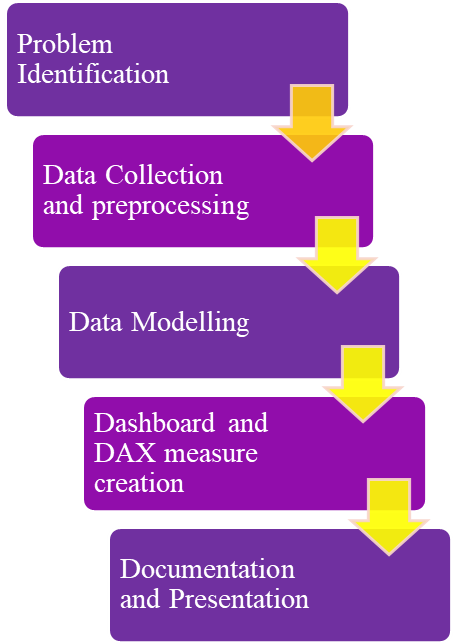 Problem
Identification
Data Collection
and preprocessing
Data Modelling
Dashboard and
DAX measure
creation
Documentation
and Presentation